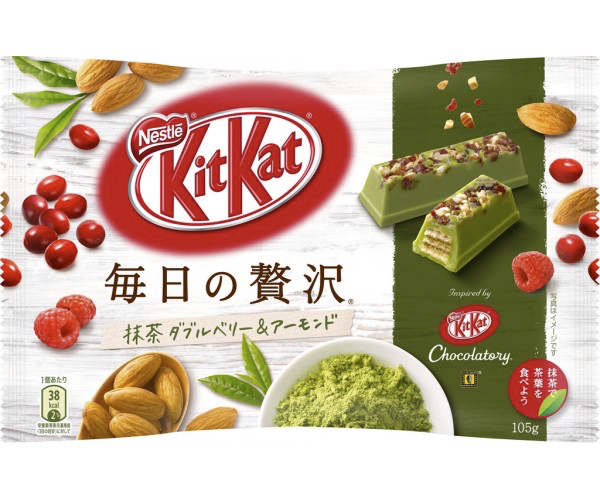 Nestlé
KitKat
毎日の贅沢®
抹茶 ダブルベリー&アーモンド
1個あたり
38
kcal
2%
Inspired by
Nestlé
KitKat
Chocolatory®
写真はイメージです
抹茶で
茶葉を
食べよう
105g